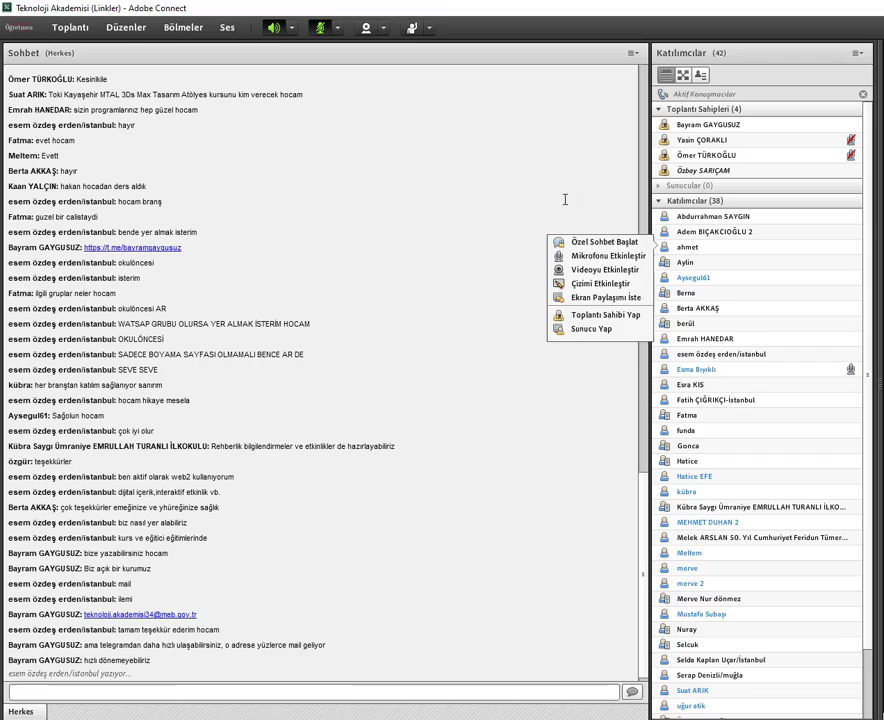 Teknoloji Akademisi (Linkler) - Adobe Connect
Öğretmen Toplantı Düzenler Bölmeler Ses
Sohbet (Herkes)
Ömer TÜRKOĞLU: Kesinlkile
Suat ARIK: Toki Kayaşehir MTAL 3Ds Max Tasarım Atölyes kursunu kim verecek hocam
Emrah HANEDAR: sizin programlarınız hep güzel hocam
esem özdeş erden/istanbul: hayır
Fatma: evet hocam
Meltem: Evett
Berta AKKAŞ: hayır
Kaan YALÇIN: hakan hocadan ders aldık
esem özdeş erden/istanbul: hocam branş
Fatma: guzel bir calistaydi
esem özdeş erden/istanbul: bende yer almak isterim
Bayram GAYGUSUZ: https://t.me/bayramgaygusuz
esem özdeş erden/istanbul: okulöncesi
esem özdeş erden/istanbul: isterim
Fatma: ilgili gruplar neler hocam
esem özdeş erden/istanbul: okulöncesi AR
esem özdeş erden/istanbul: WATSAP GRUBU OLURSA YER ALMAK İSTERİM HOCAM
esem özdeş erden/istanbul: OKULÖNCESİ
esem özdeş erden/istanbul: SADECE BOYAMA SAYFASI OLMAMALI BENCE AR DE
esem özdeş erden/istanbul: SEVE SEVE
kübra: her branştan katılım sağlanıyor sanırım
esem özdeş erden/istanbul: hocam hikaye mesela
Aysegul61: Sağolun hocam
esem özdeş erden/istanbul: çok iyi olur
Kübra Saygı Ümraniye EMRULLAH TURANLI İLKOKULU: Rehberlik bilgilendirmeler ve etkinlikler de hazırlayabiliriz
özgür: teşekkürler
esem özdeş erden/istanbul: ben aktif olarak web2 kullanıyorum
esem özdeş erden/istanbul: dijital içerik,interaktif etkinlik vb.
Berta AKKAŞ: çok teşekkürler emeğinize ve yhüreğinize sağlık
esem özdeş erden/istanbul: biz nasıl yer alabiliriz
esem özdeş erden/istanbul: kurs ve eğitici eğitimlerinde
Bayram GAYGUSUZ: bize yazabilirsiniz hocam
Bayram GAYGUSUZ: Biz açık bir kurumuz
esem özdeş erden/istanbul: mail
esem özdeş erden/istanbul: ilemi
Bayram GAYGUSUZ: teknoloji.akademisi34@meb.gov.tr
esem özdeş erden/istanbul: tamam teşekkür ederim hocam
Bayram GAYGUSUZ: ama telegramdan daha hızlı ulaşabilirsiniz, o adrese yüzlerce mail geliyor
Bayram GAYGUSUZ: hızlı dönemeyebiliriz
esem özdeş erden/istanbul yazıyor...
Herkes
Özel Sohbet Başlat
Mikrofonu Etkinleştir
Videoyu Etkinleştir
Çizimi Etkinleştir
Ekran Paylaşımı İste
Toplantı Sahibi Yap
Sunucu Yap
Katılımcılar (42)
Aktif Konuşmacılar
Toplantı Sahipleri (4)
Bayram GAYGUSUZ
Yasin ÇORAKLI
Ömer TÜRKOĞLU
Özbay SARIÇAM
Sunucular (0)
Katılımcılar (38)
Abdurrahman SAYGIN
Adem BIÇAKCIOĞLU 2
ahmet
Aylin
Aysegul61
Berna
Berta AKKAŞ
berül
Emrah HANEDAR
esem özdeş erden/istanbul
Esma Bıyıklı
Esra KIS
Fatih ÇIĞRIKÇI-İstanbul
Fatma
funda
Gonca
Hatice
Hatice EFE
kübra
Kübra Saygı Ümraniye EMRULLAH TURANLI İLKO...
MEHMET DUHAN 2
Melek ARSLAN 50. Yıl Cumhuriyet Feridun Tümer...
Meltem
merve
merve 2
Merve Nur dönmez
Mustafa Subaşı
Nuray
Selcuk
Selda Kaplan Uçar/İstanbul
Serap Denizli/muğla
Suat ARIK
uğur atik